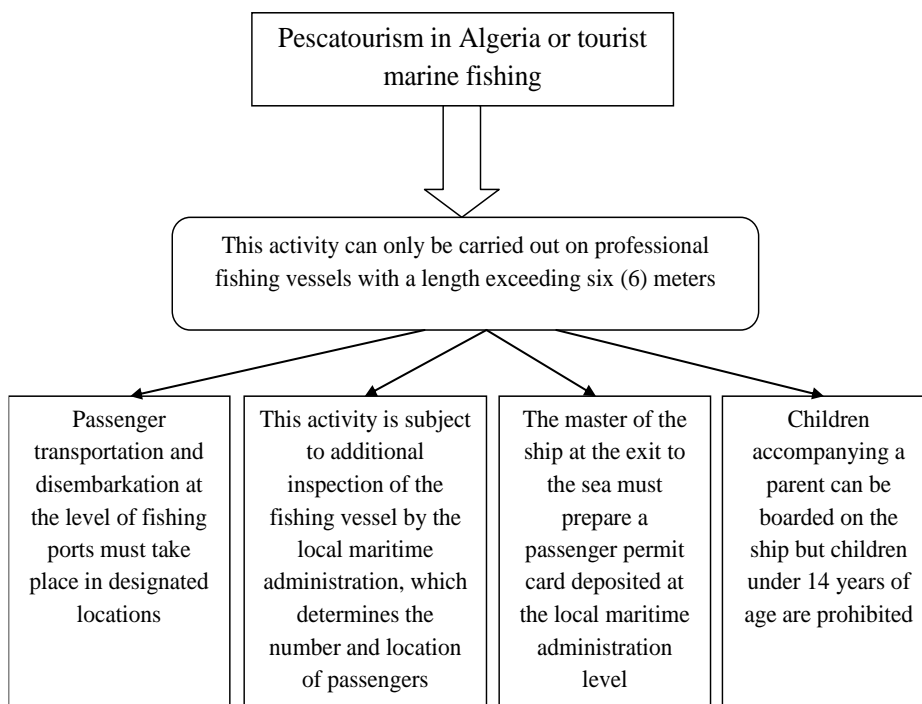 Pescatourism in Algeria or tourist
marine fishing
This activity can only be carried out on professional
fishing vessels with a length exceeding six (6) meters
Passenger
transportation and
disembarkation at
the level of fishing
ports must take
place in designated
locations
This activity is subject
to additional
inspection of the
fishing vessel by the
local maritime
administration, which
determines the
number and location
of passengers
The master of the
ship at the exit to
the sea must
prepare a
passenger permit
card deposited at
the local maritime
administration
level
Children
accompanying a
parent can be
boarded on the
ship but children
under 14 years of
age are prohibited